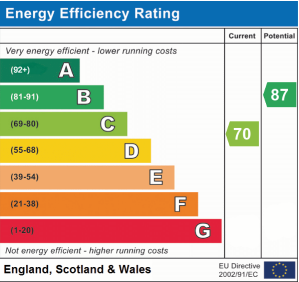 Energy Efficiency Rating
Current Potential
Very energy efficient - lower running costs
(92+) A
(81-91) B
87
(69-80) C
70
(55-68) D
(39-54) E
(21-38) F
(1-20) G
Not energy efficient - higher running costs
England, Scotland & Wales
EU Directive
2002/91/EC